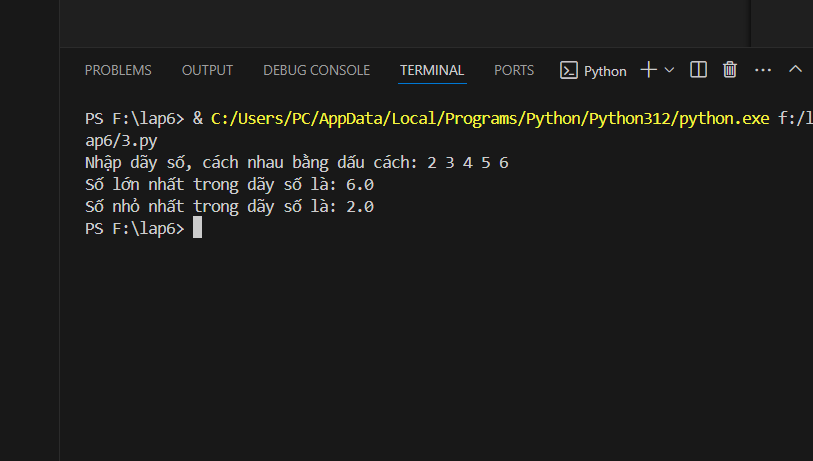 PROBLEMS OUTPUT DEBUG CONSOLE TERMINAL PORTS Python
PS F:\lap6> & C:/Users/PC/AppData/Local/Programs/Python/Python312/python.exe f:/l
ap6/3.py
Nhập dãy số, cách nhau bằng dấu cách: 2 3 4 5 6
Số lớn nhất trong dãy số là: 6.0
Số nhỏ nhất trong dãy số là: 2.0
PS F:\lap6>